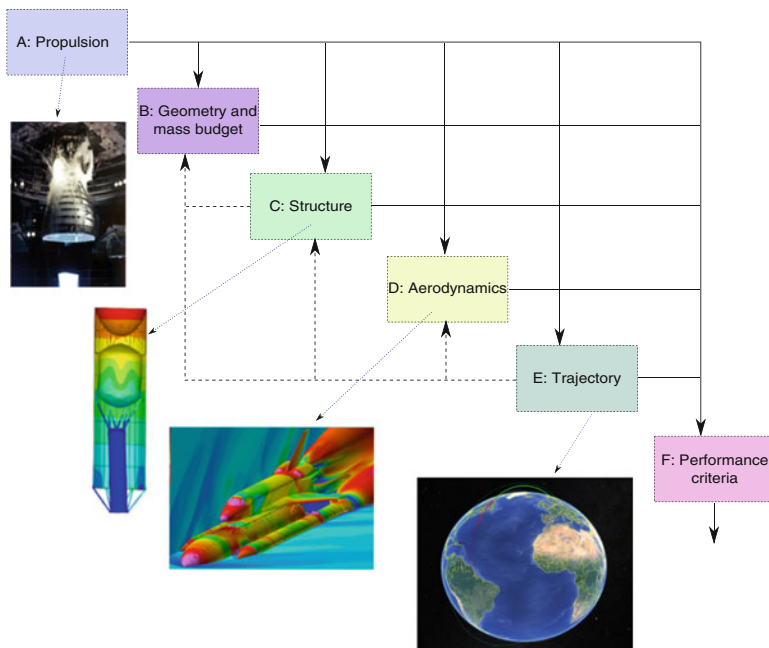 A: Propulsion
B: Geometry and
mass budget
C: Structure
D: Aerodynamics
E: Trajectory
F: Performance
criteria